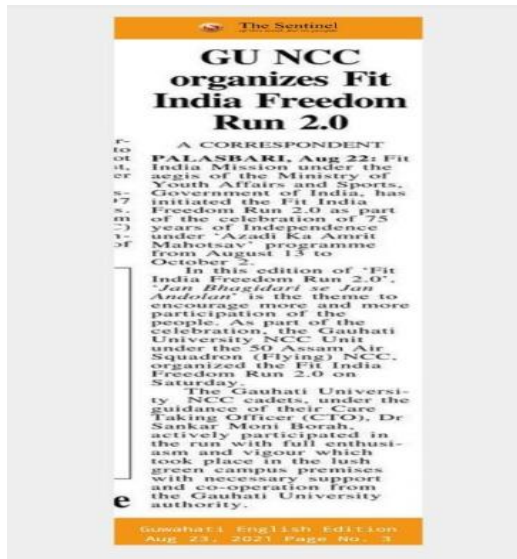 The Sentinel
GU NCC
organizes Fit
India Freedom
Run 2.0
A CORRESPONDENT
PALASBARI, Aug 22: Fit
India Mission under the
aegis of the Ministry of
Youth Affairs and Sports,
Government of India, has
initiated the Fit India
Freedom Run 2.0 as part
of the celebration of 75
years of Independence
under ‘Azadi Ka Amrit
Mahotsav’ programme
from August 13 to
October 2.
In this edition of ‘Fit
India Freedom Run 2.0’,
‘Jan Bhagidari se Jan
Andolan’ is the theme to
encourage more and more
participation of the
people. As part of the
celebration, the Gauhati
University NCC Unit
under the 50 Assam Air
Squadron (Flying) NCC,
organized the Fit India
Freedom Run 2.0 on
Saturday.
The Gauhati Universi-
ty NCC cadets, under the
guidance of their Care
Taking Officer (CTO), Dr
Sankar Moni Borah,
actively participated in
the run with full enthusi-
asm and vigour which
took place in the lush
green campus premises
with necessary support
and co-operation from
the Gauhati University
authority.
Guwahati English Edition
Aug 23, 2021 Page No. 3